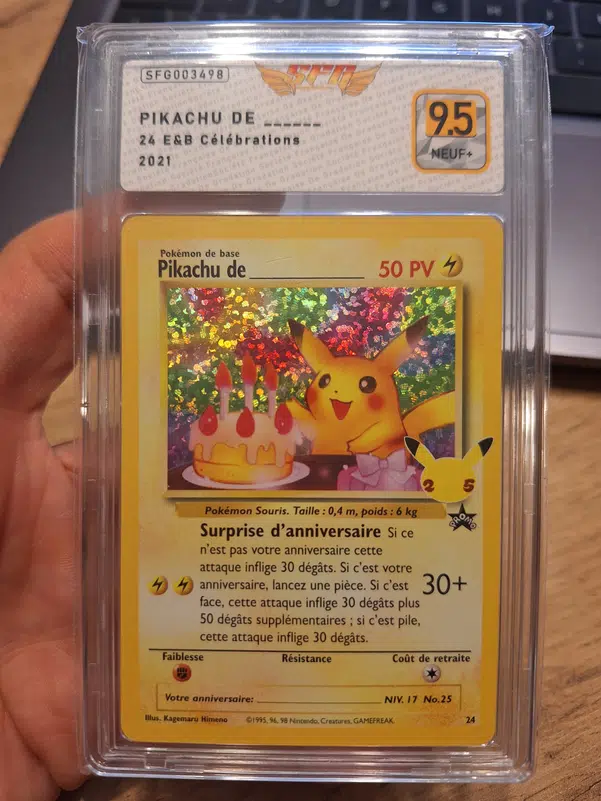 SFG003498
SFG
PIKACHU DE ______
24 E&B Célébrations
2021
9.5
NEUF+
Pokémon de base
Pikachu de ____________ 50 PV
25
PROMO
Pokémon Souris. Taille : 0,4 m, poids : 6 kg
Surprise d'anniversaire Si ce
n'est pas votre anniversaire cette
attaque inflige 30 dégâts. Si c'est votre
anniversaire, lancez une pièce. Si c'est
face, cette attaque inflige 30 dégâts plus
50 dégâts supplémentaires ; si c'est pile,
cette attaque inflige 30 dégâts.
30+
Faiblesse Résistance Coût de retraite
Votre anniversaire: ____________ NIV. 17 No.25
Illus. Kagemaru Himeno ©1995, 96, 98 Nintendo, Creatures, GAMEFREAK. 24